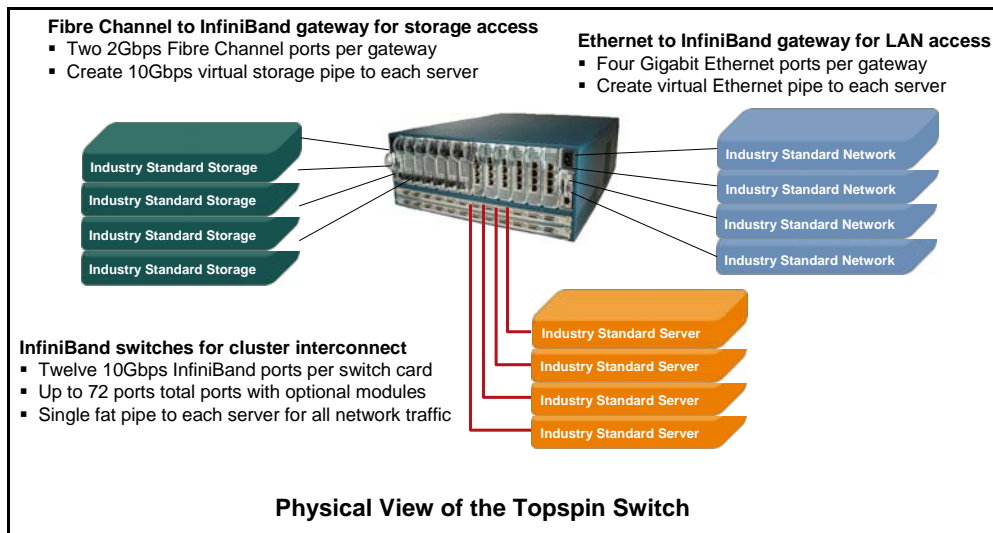 Fibre Channel to InfiniBand gateway for storage access
▪ Two 2Gbps Fibre Channel ports per gateway
▪ Create 10Gbps virtual storage pipe to each server
Ethernet to InfiniBand gateway for LAN access
▪ Four Gigabit Ethernet ports per gateway
▪ Create virtual Ethernet pipe to each server
Industry Standard Storage
Industry Standard Storage
Industry Standard Storage
Industry Standard Storage
Industry Standard Network
Industry Standard Network
Industry Standard Network
Industry Standard Network
Industry Standard Server
Industry Standard Server
Industry Standard Server
Industry Standard Server
InfiniBand switches for cluster interconnect
▪ Twelve 10Gbps InfiniBand ports per switch card
▪ Up to 72 ports total ports with optional modules
▪ Single fat pipe to each server for all network traffic
Physical View of the Topspin Switch